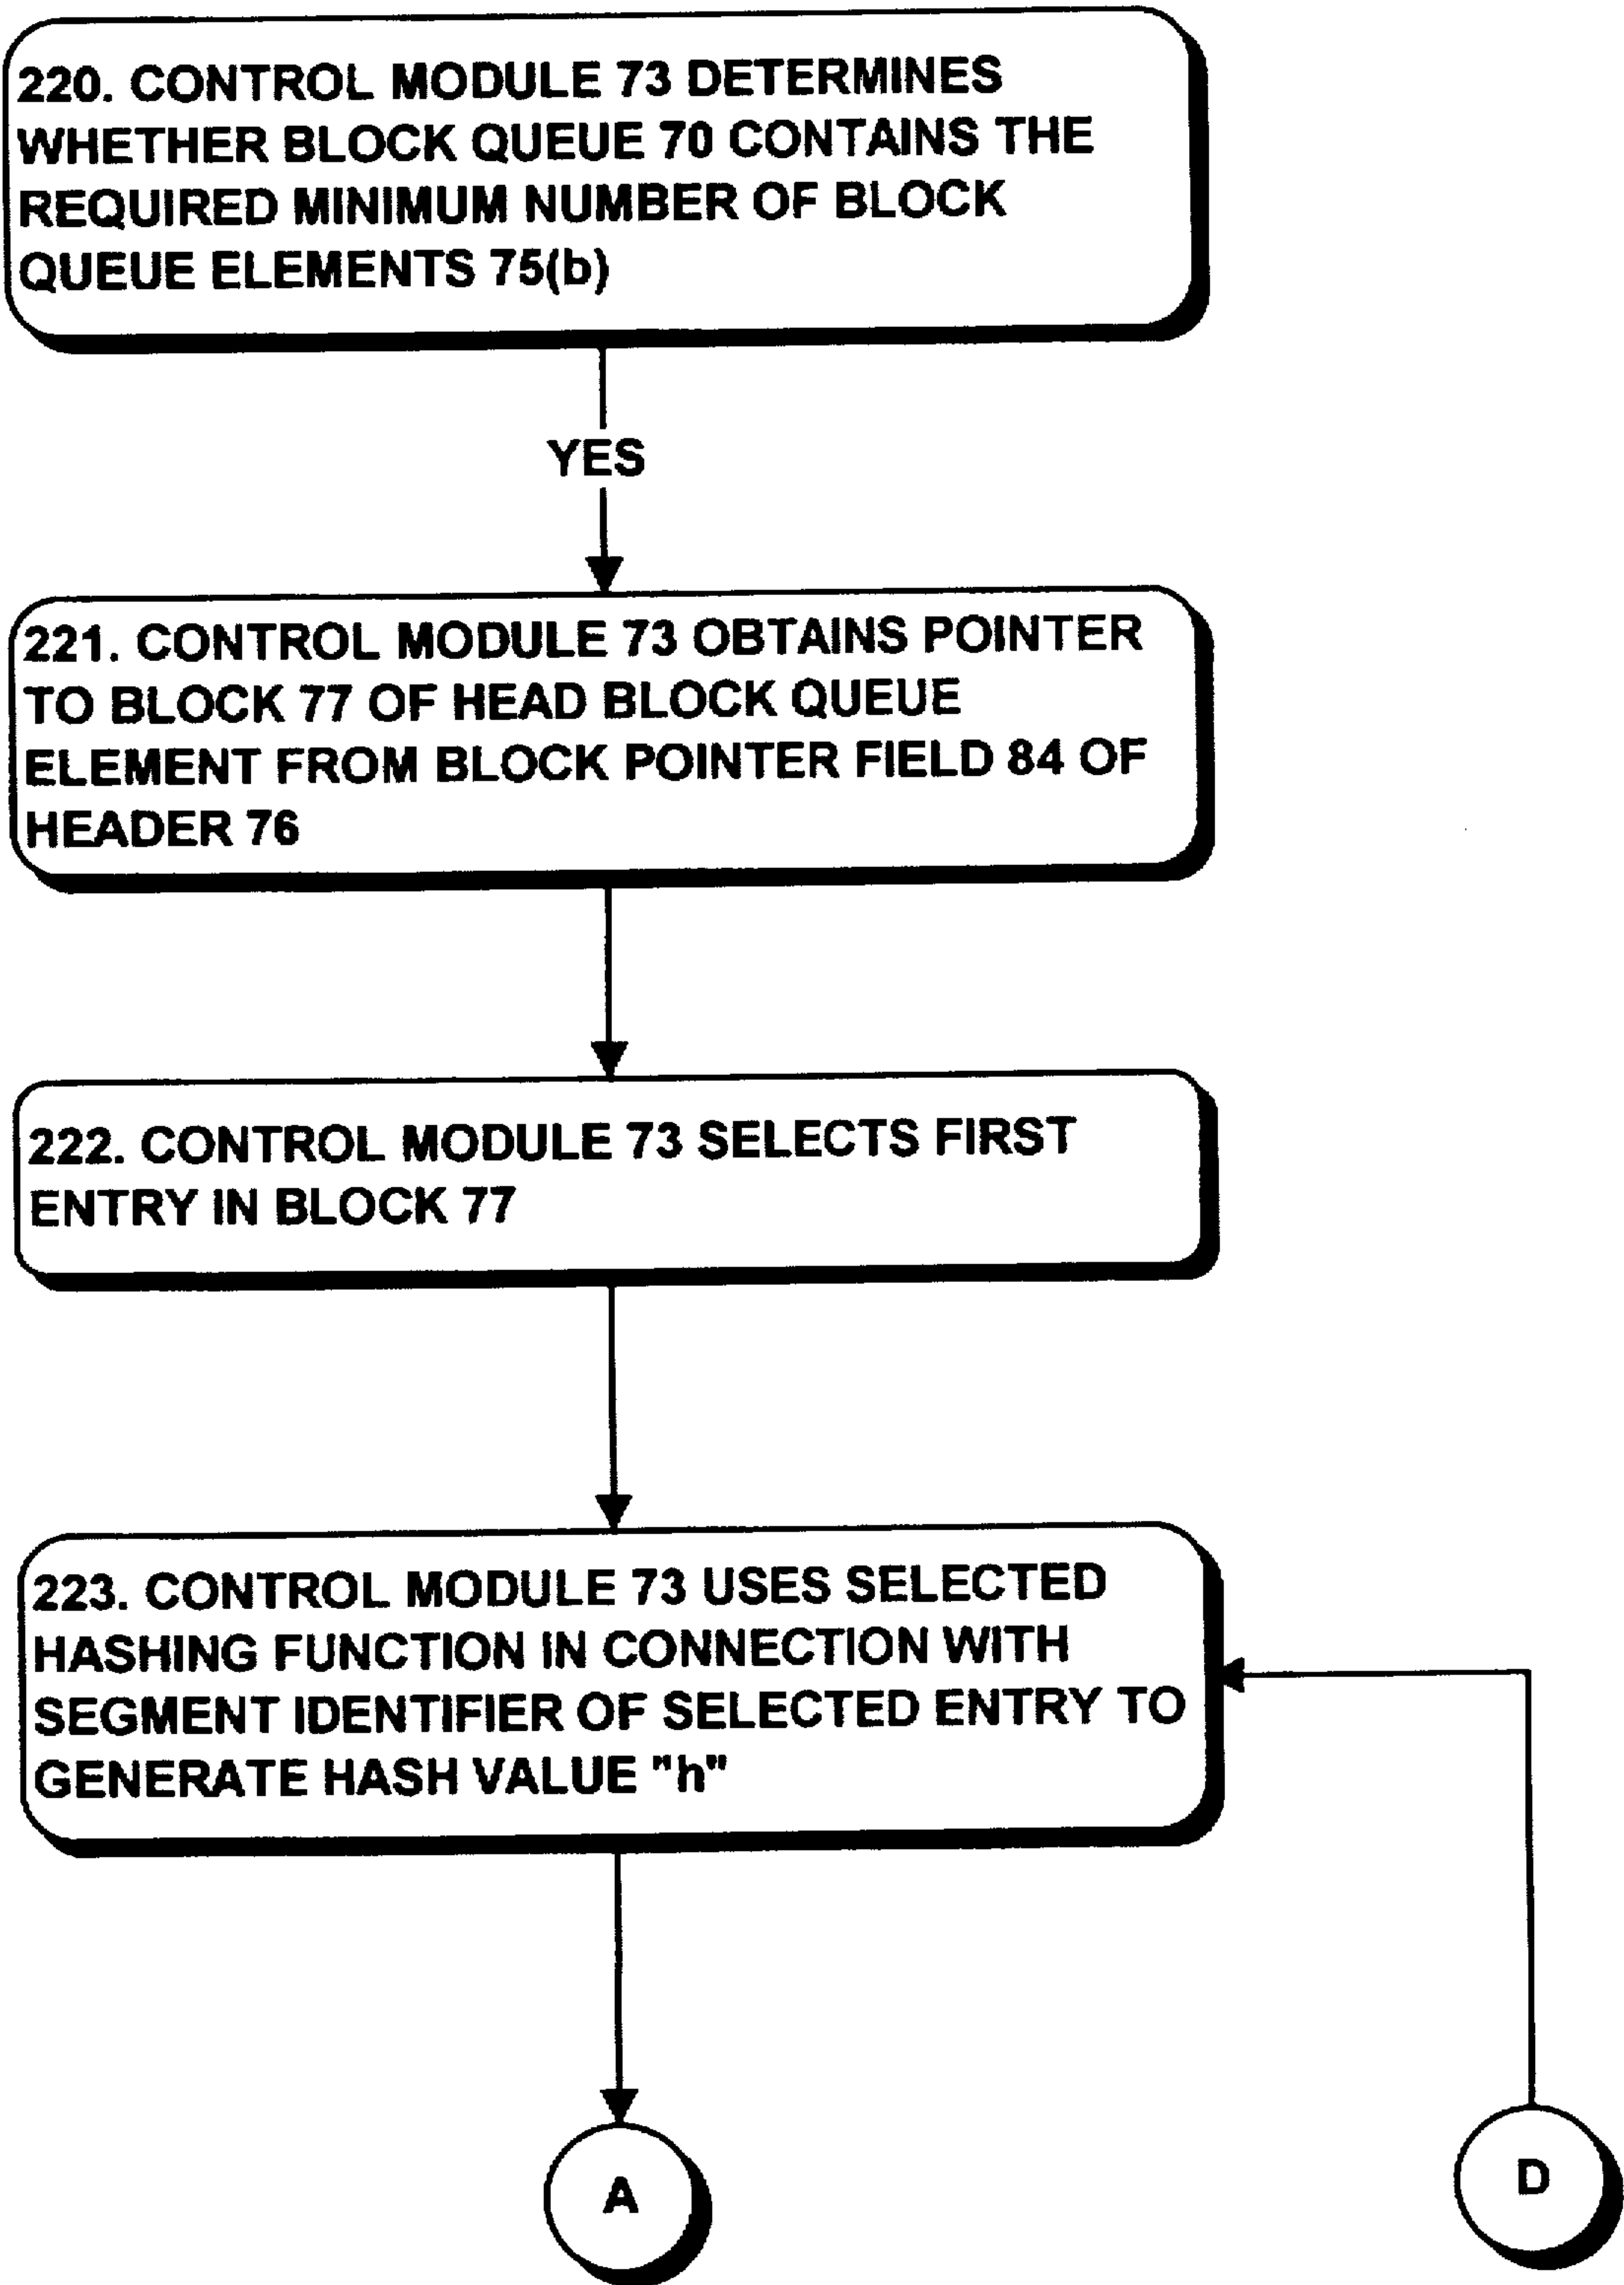 220. CONTROL MODULE 73 DETERMINES
WHETHER BLOCK QUEUE 70 CONTAINS THE
REQUIRED MINIMUM NUMBER OF BLOCK
QUEUE ELEMENTS 75(b)
YES
221. CONTROL MODULE 73 OBTAINS POINTER
TO BLOCK 77 OF HEAD BLOCK QUEUE
ELEMENT FROM BLOCK POINTER FIELD 84 OF
HEADER 76
222. CONTROL MODULE 73 SELECTS FIRST
ENTRY IN BLOCK 77
223. CONTROL MODULE 73 USES SELECTED
HASHING FUNCTION IN CONNECTION WITH
SEGMENT IDENTIFIER OF SELECTED ENTRY TO
GENERATE HASH VALUE "h"
A
D